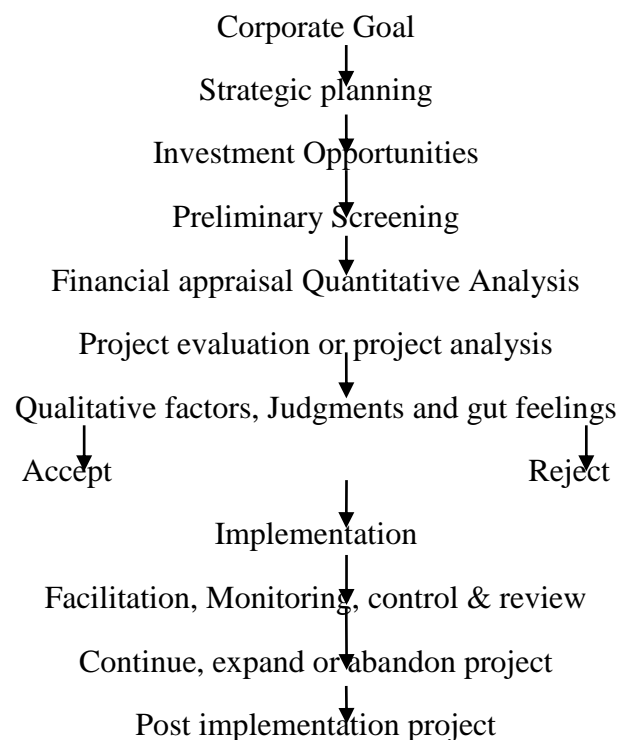 Corporate Goal
Strategic planning
Investment Opportunities
Preliminary Screening
Financial appraisal Quantitative Analysis
Project evaluation or project analysis
Qualitative factors, Judgments and gut feelings
Accept Reject
Implementation
Facilitation, Monitoring, control & review
Continue, expand or abandon project
Post implementation project